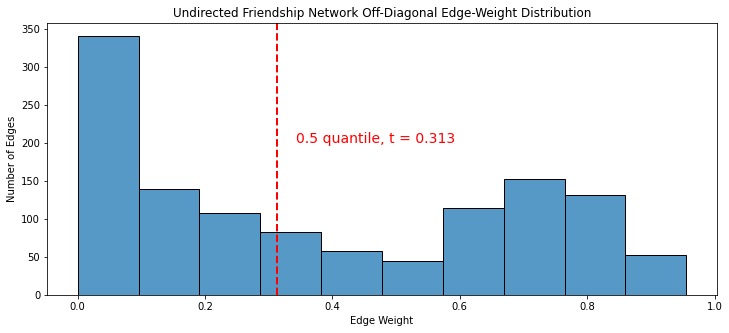 Undirected Friendship Network Off-Diagonal Edge-Weight Distribution
Number of Edges
350
300
250
200
150
100
50
0
0.5 quantile, t = 0.313
0.0 0.2 0.4 0.6 0.8 1.0
Edge Weight